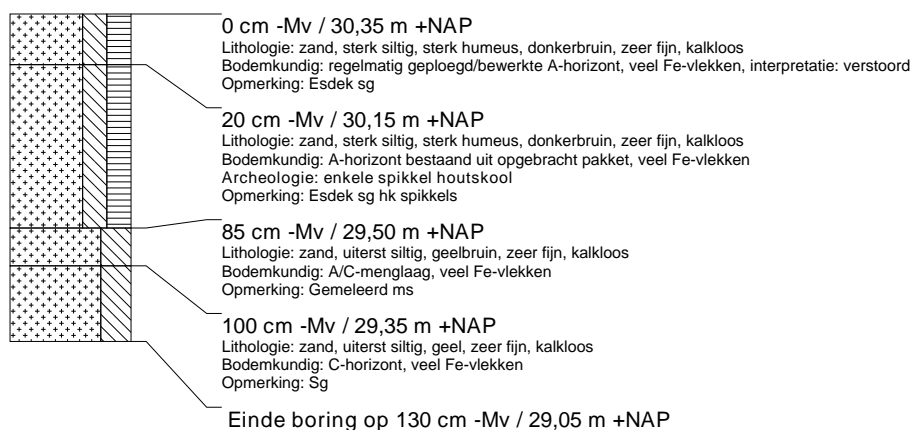 0 cm -Mv / 30,35 m +NAP
Lithologie: zand, sterk siltig, sterk humeus, donkerbruin, zeer fijn, kalkloos
Bodemkundig: regelmatig geploegd/bewerkte A-horizont, veel Fe-vlekken, interpretatie: verstoord
Opmerking: Esdek sg
20 cm -Mv / 30,15 m +NAP
Lithologie: zand, sterk siltig, sterk humeus, donkerbruin, zeer fijn, kalkloos
Bodemkundig: A-horizont bestaand uit opgebracht pakket, veel Fe-vlekken
Archeologie: enkele spikkel houtskool
Opmerking: Esdek sg hk spikkels
85 cm -Mv / 29,50 m +NAP
Lithologie: zand, uiterst siltig, geelbruin, zeer fijn, kalkloos
Bodemkundig: A/C-menglaag, veel Fe-vlekken
Opmerking: Gemeleerd ms
100 cm -Mv / 29,35 m +NAP
Lithologie: zand, uiterst siltig, geel, zeer fijn, kalkloos
Bodemkundig: C-horizont, veel Fe-vlekken
Opmerking: Sg
Einde boring op 130 cm -Mv / 29,05 m +NAP